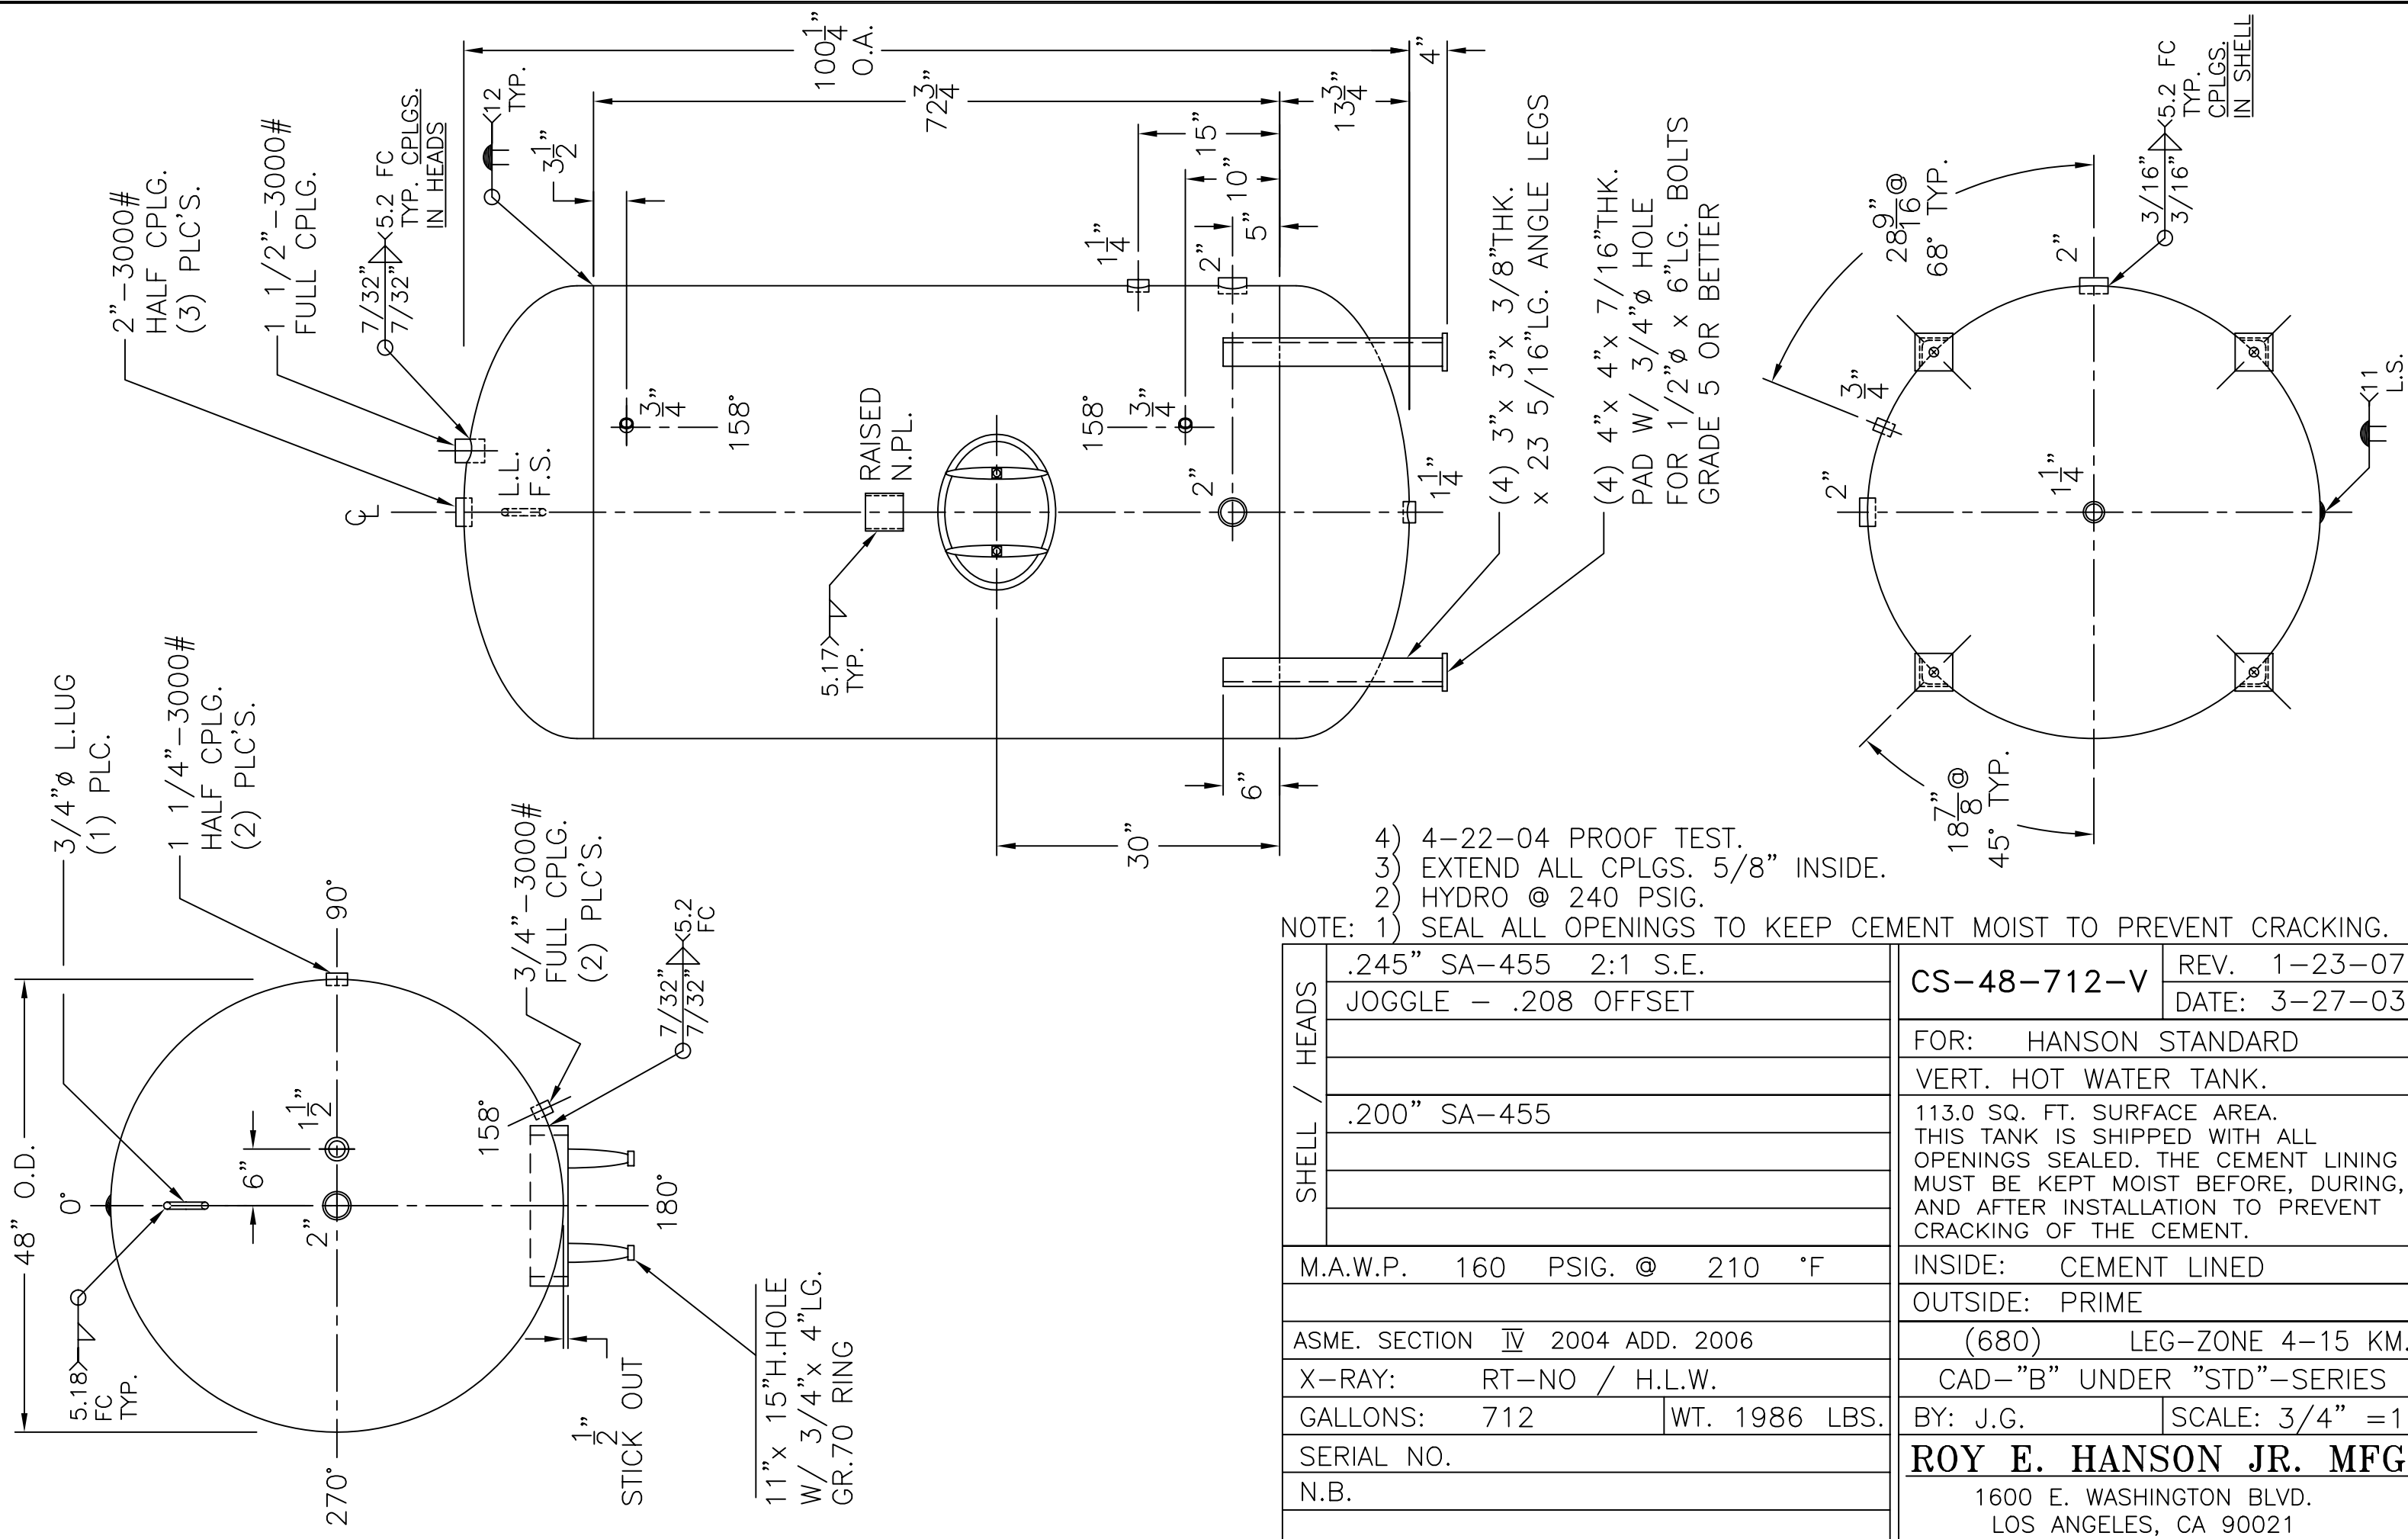 100 1/4"
O.A.
4"
72 3/4"
13 3/4"
12
TYP.
3 1/2"
15"
10"
5"
1 1/4"
2"
5.2 FC
TYP. CPLGS.
IN HEADS
7/32"
7/32"
2"-3000#
HALF CPLG.
(3) PLC'S.
1 1/2"-3000#
FULL CPLG.
℄
L.L.
F.S.
3/4"
158°
RAISED
N.PL.
5.17
TYP.
158°
3/4"
2"
1 1/4"
6"
30"
(4) 3"x 3"x 3/8"THK.
x 23 5/16"LG. ANGLE LEGS
(4) 4"x 4"x 7/16"THK.
PAD W/ 3/4"ø HOLE
FOR 1/2"ø x 6"LG. BOLTS
GRADE 5 OR BETTER
28 9/16"@
68° TYP.
2"
3/16"
3/16"
5.2 FC
TYP.
CPLGS.
IN SHELL
3/4"
2"
1 1/4"
11
L.S.
18 7/8"@
45° TYP.
3/4"ø L.LUG
(1) PLC.
1 1/4"-3000#
HALF CPLG.
(2) PLC'S.
90°
3/4"-3000#
FULL CPLG.
(2) PLC'S.
7/32"
7/32"
5.2
FC
48" O.D.
0°
6"
1 1/2"
2"
158°
180°
270°
5.18
FC
TYP.
1/2"
STICK OUT
11"x 15"H.HOLE
W/ 3/4"x 4"LG.
GR.70 RING
4) 4-22-04 PROOF TEST.
3) EXTEND ALL CPLGS. 5/8" INSIDE.
2) HYDRO @ 240 PSIG.
NOTE: 1) SEAL ALL OPENINGS TO KEEP CEMENT MOIST TO PREVENT CRACKING.
SHELL / HEADS
.245" SA-455 2:1 S.E.
JOGGLE - .208 OFFSET
.200" SA-455
M.A.W.P. 160 PSIG. @ 210 °F
ASME. SECTION IV 2004 ADD. 2006
X-RAY: RT-NO / H.L.W.
GALLONS: 712 WT. 1986 LBS.
SERIAL NO.
N.B.
CS-48-712-V
REV. 1-23-07
DATE: 3-27-03
FOR: HANSON STANDARD
VERT. HOT WATER TANK.
113.0 SQ. FT. SURFACE AREA.
THIS TANK IS SHIPPED WITH ALL
OPENINGS SEALED. THE CEMENT LINING
MUST BE KEPT MOIST BEFORE, DURING,
AND AFTER INSTALLATION TO PREVENT
CRACKING OF THE CEMENT.
INSIDE: CEMENT LINED
OUTSIDE: PRIME
(680) LEG-ZONE 4-15 KM.
CAD-"B" UNDER "STD"-SERIES
BY: J.G. SCALE: 3/4" =1
ROY E. HANSON JR. MFG
1600 E. WASHINGTON BLVD.
LOS ANGELES, CA 90021